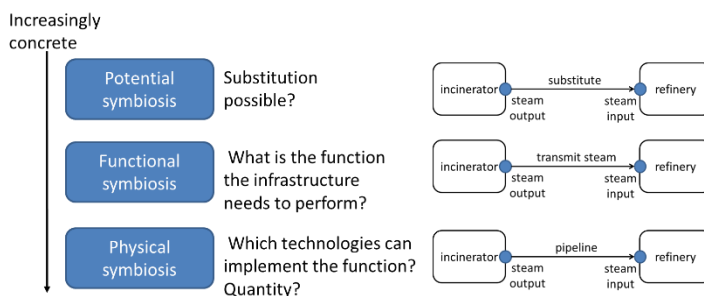 Increasingly
concrete
Potential
symbiosis
Substitution
possible?
incinerator
substitute
refinery
steam
output
steam
input
Functional
symbiosis
What is the function
the infrastructure
needs to perform?
incinerator
transmit steam
refinery
steam
output
steam
input
Physical
symbiosis
Which technologies can
implement the function?
Quantity?
incinerator
pipeline
refinery
steam
output
steam
input